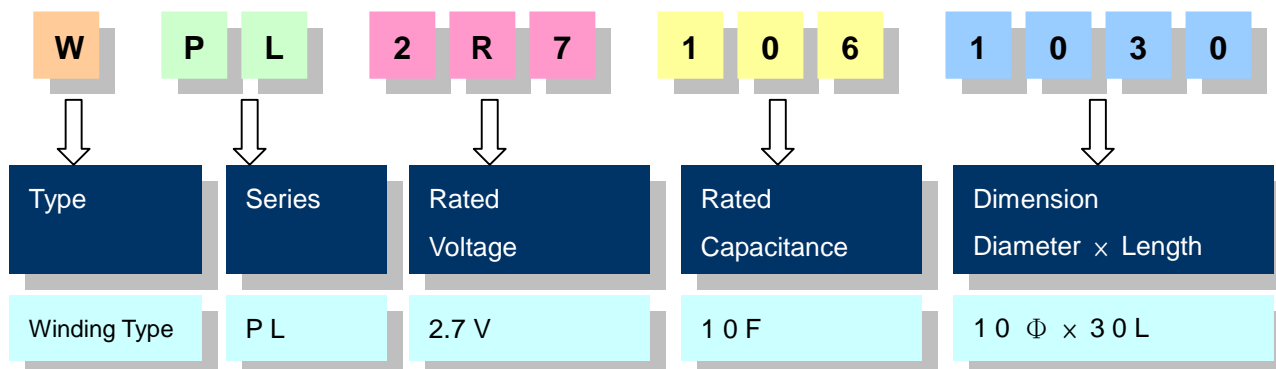 W P L 2 R 7 1 0 6 1 0 3 0
Type
Series
Rated
Voltage
Rated
Capacitance
Dimension
Diameter × Length
Winding Type
P L
2.7 V
1 0 F
1 0 Φ × 3 0 L